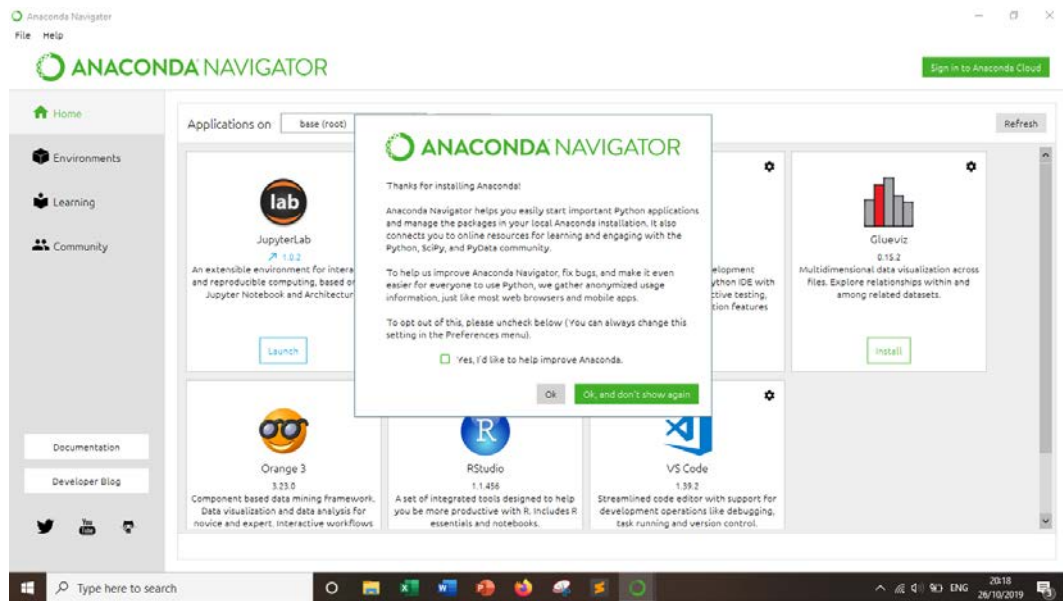 Anaconda Navigator
File Help
ANACONDA NAVIGATOR
Sign in to Anaconda Cloud
Home
Environments
Learning
Community
Documentation
Developer Blog
You
Tube
Applications on base (root)
Refresh
lab
JupyterLab
1.0.2
An extensible environment for intera
and reproducible computing, based on
Jupyter Notebook and Architectur
Launch
ANACONDA NAVIGATOR
Thanks for installing Anaconda!
Anaconda Navigator helps you easily start important Python applications
and manage the packages in your local Anaconda installation. It also
connects you to online resources for learning and engaging with the
Python, SciPy, and PyData community.
To help us improve Anaconda Navigator, fix bugs, and make it even
easier for everyone to use Python, we gather anonymized usage
information, just like most web browsers and mobile apps.
To opt out of this, please uncheck below (You can always change this
setting in the Preferences menu).
Yes, I'd like to help improve Anaconda.
Ok
Ok, and don't show again
elopment
ython IDE with
ctive testing,
tion features
Glueviz
0.15.2
Multidimensional data visualization across
files. Explore relationships within and
among related datasets.
Install
Orange 3
3.23.0
Component based data mining framework.
Data visualization and data analysis for
novice and expert. Interactive workflows
R
RStudio
1.1.456
A set of integrated tools designed to help
you be more productive with R. Includes R
essentials and notebooks.
VS Code
1.39.2
Streamlined code editor with support for
development operations like debugging,
task running and version control.
Type here to search
ENG
20:18
26/10/2019